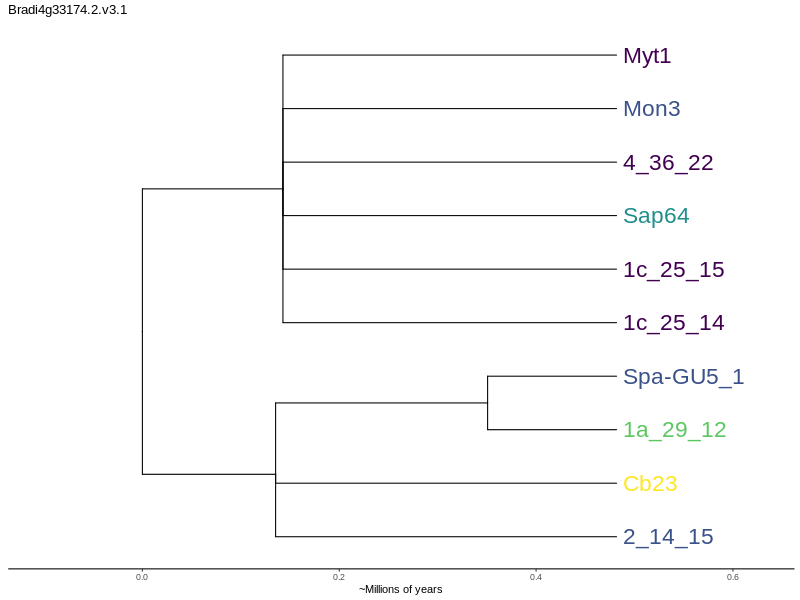 Bradi4g33174.2.v3.1
Myt1
Mon3
4_36_22
Sap64
1c_25_15
1c_25_14
Spa-GU5_1
1a_29_12
Cb23
2_14_15
0.0 0.2 0.4 0.6
~Millions of years